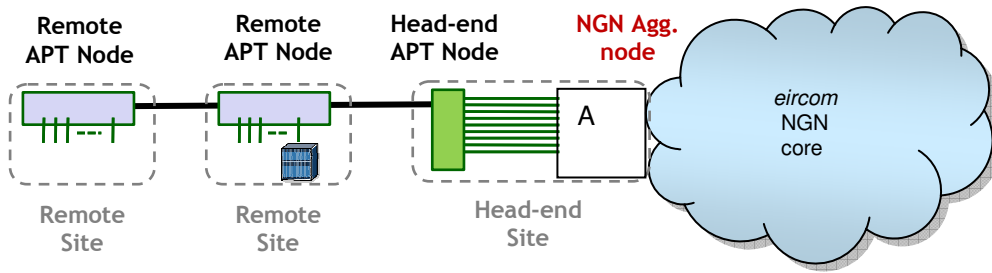 Remote
APT Node
Remote
APT Node
Head-end
APT Node
NGN Agg.
node
A
eircom
NGN
core
Remote
Site
Remote
Site
Head-end
Site